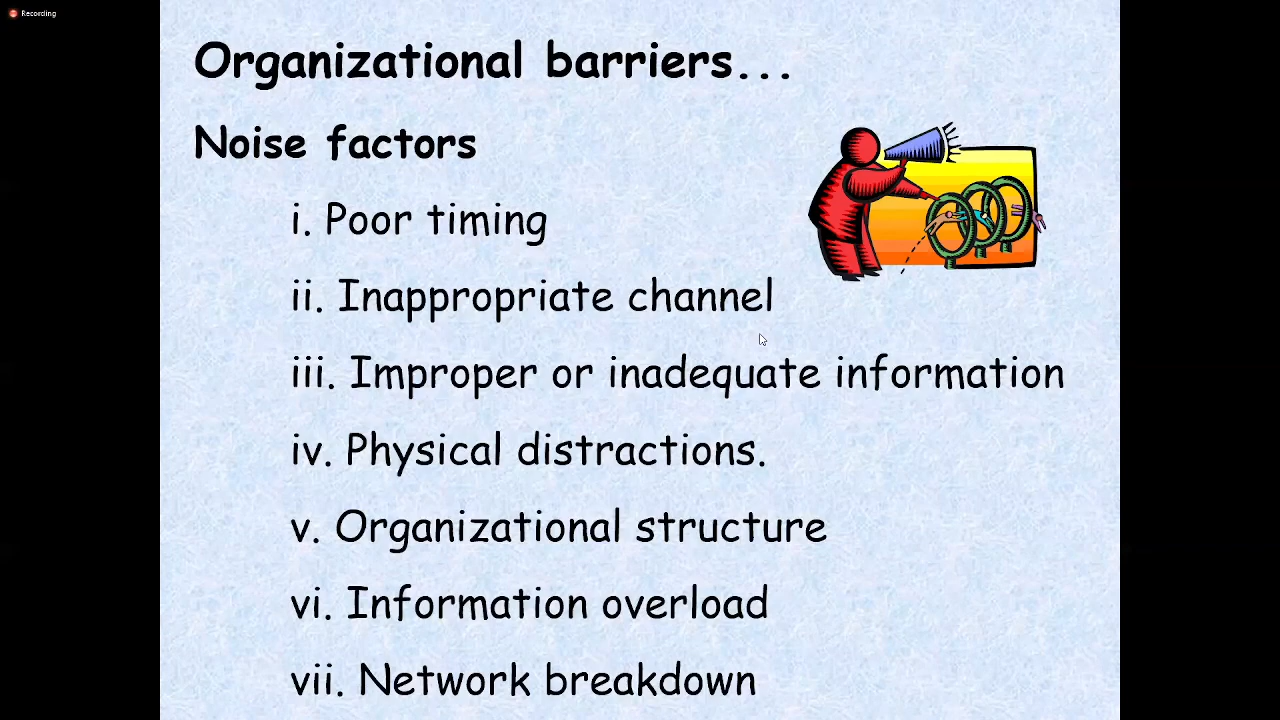 Recording
Organizational barriers...
Noise factors
i. Poor timing
ii. Inappropriate channel
iii. Improper or inadequate information
iv. Physical distractions.
v. Organizational structure
vi. Information overload
vii. Network breakdown